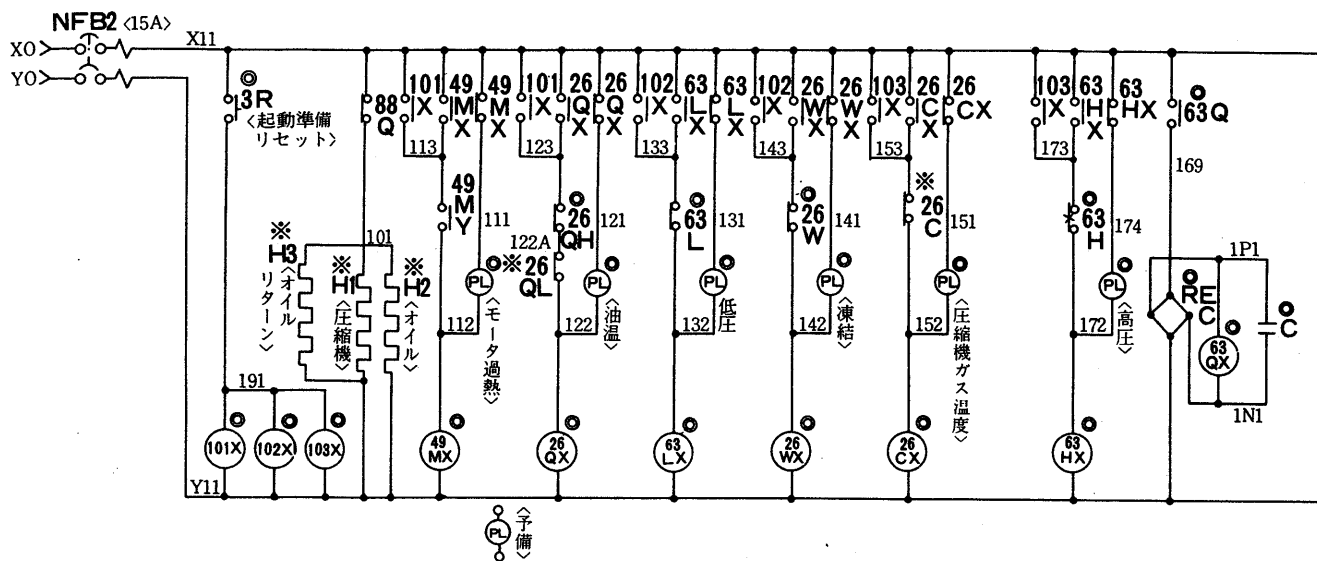 NFB2 <15A>
X0
Y0
X11
3R
<起動準備
リセット>
88
Q
101
X
49
M
X
49
M
X
101
X
26
Q
X
26
Q
X
102
X
63
L
X
63
L
X
102
X
26
W
X
26
W
X
103
X
26
C
X
26
CX
103
X
63
H
X
63
HX
63Q
113
123
133
143
153
173
169
49
M
Y
111
26
QH
122A
※ 26
QL
121
63
L
131
26
W
141
※
26
C
151
63
H
174
101
※
H3
<オイル
リターン>
※
H1
<圧縮機>
※
H2
<オイル>
PL
<モータ過熱>
PL
<油温>
PL
低圧
PL
<凍結>
PL
<圧縮機ガス温度>
PL
<高圧>
112
122
132
142
152
172
1P1
RE
C
63
QX
C
1N1
191
101X
102X
103X
49
MX
26
QX
63
LX
26
WX
26
CX
63
HX
Y11
PL
<予備>